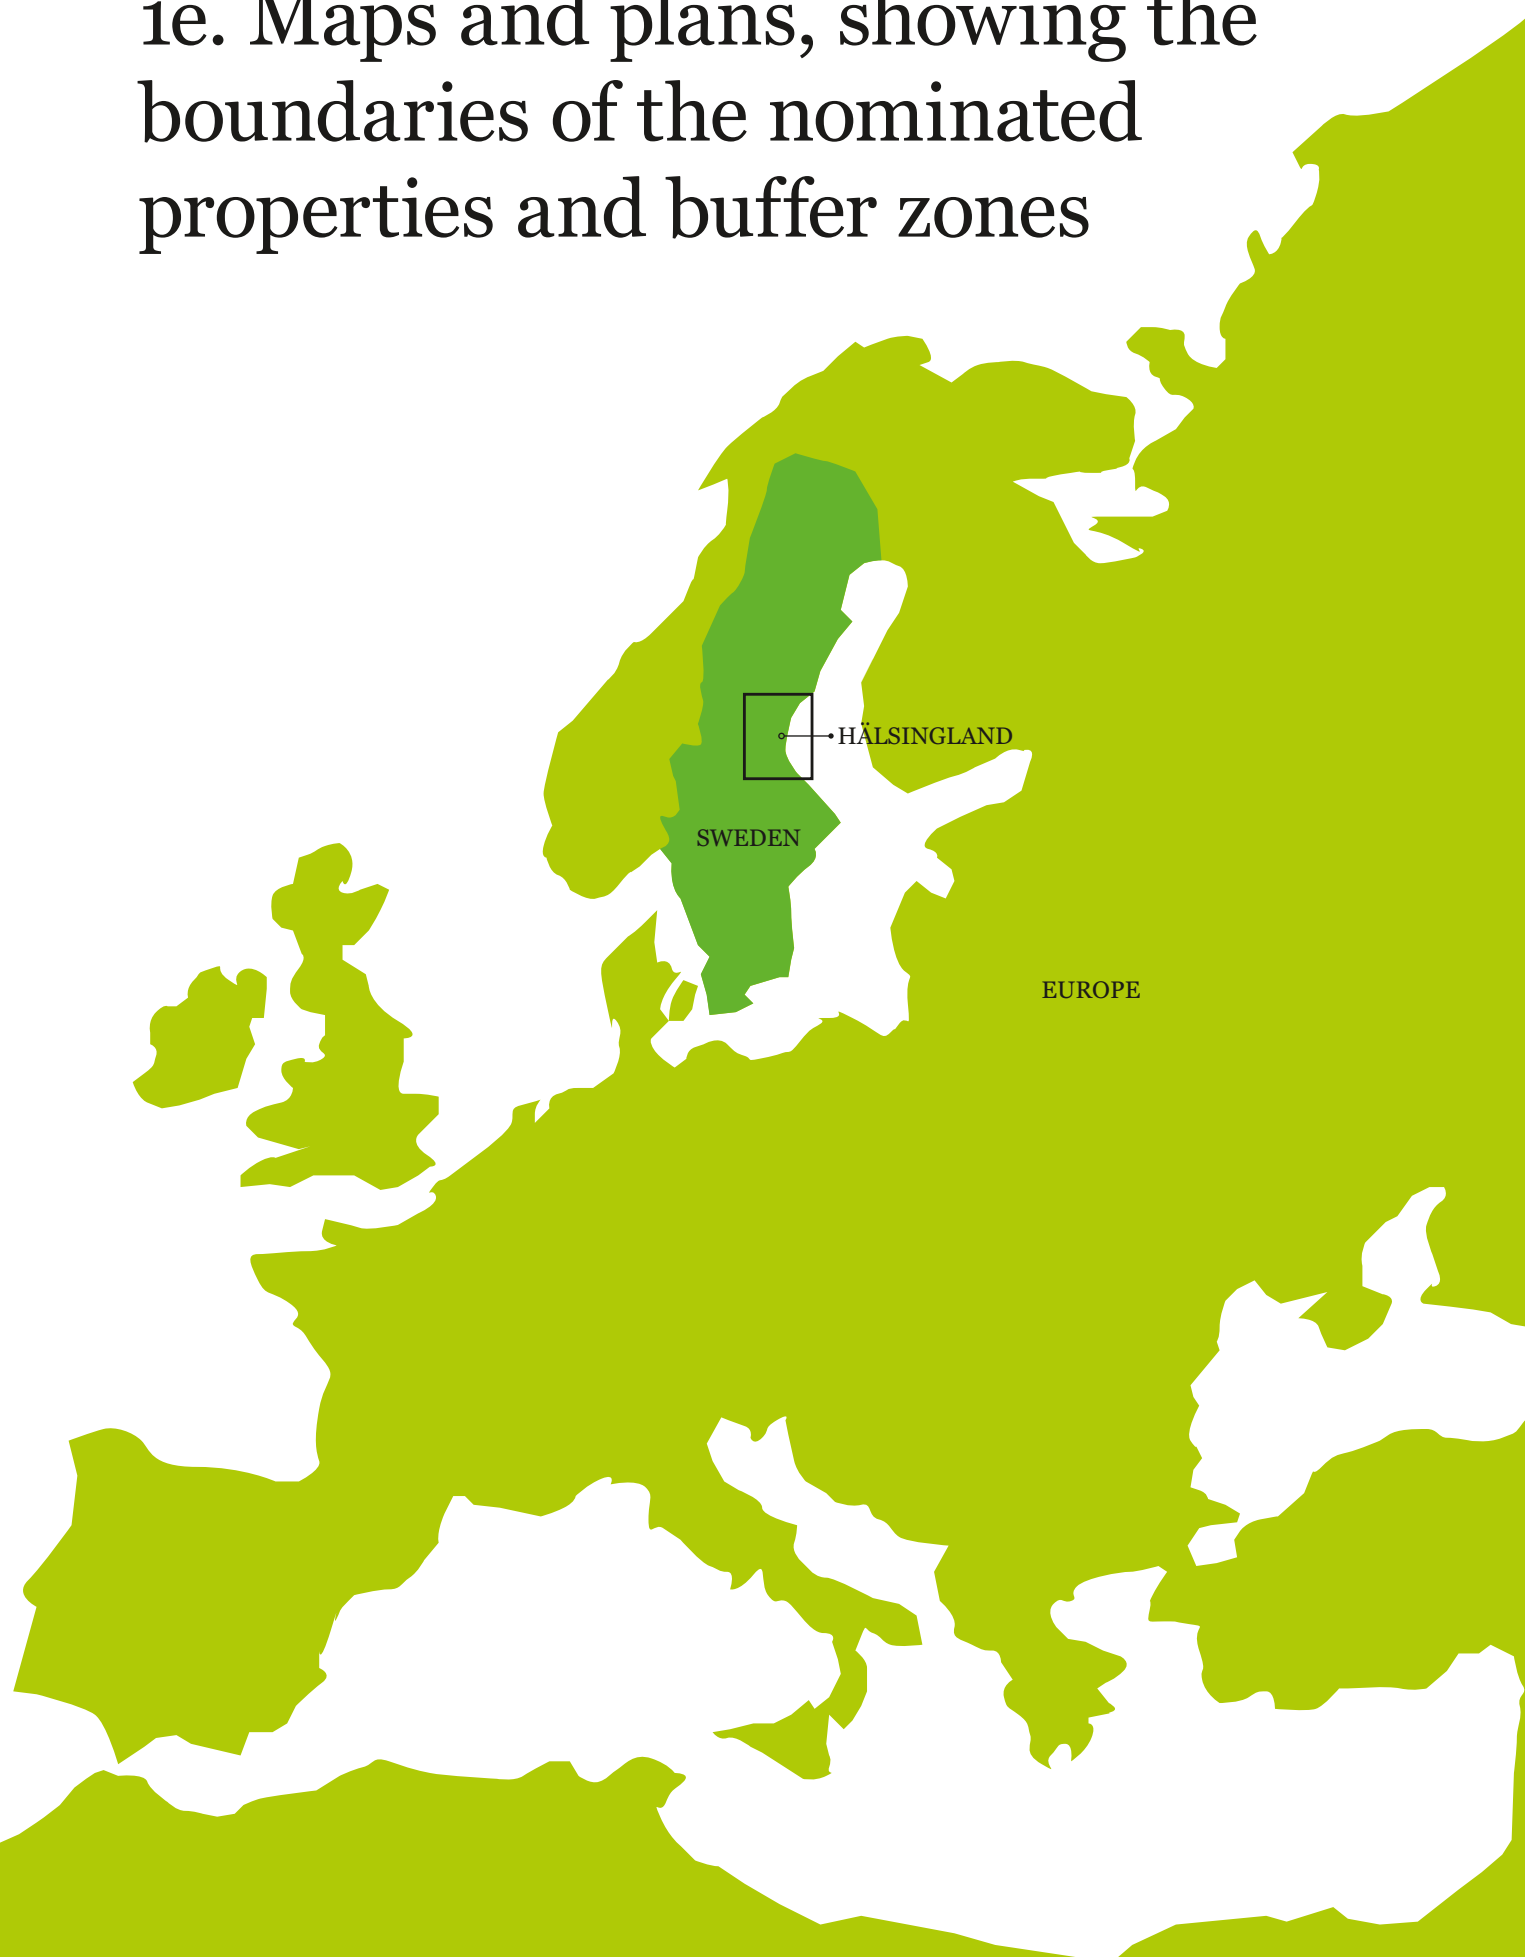 1e. Maps and plans, showing the
boundaries of the nominated
properties and buffer zones
HÄLSINGLAND
SWEDEN
EUROPE